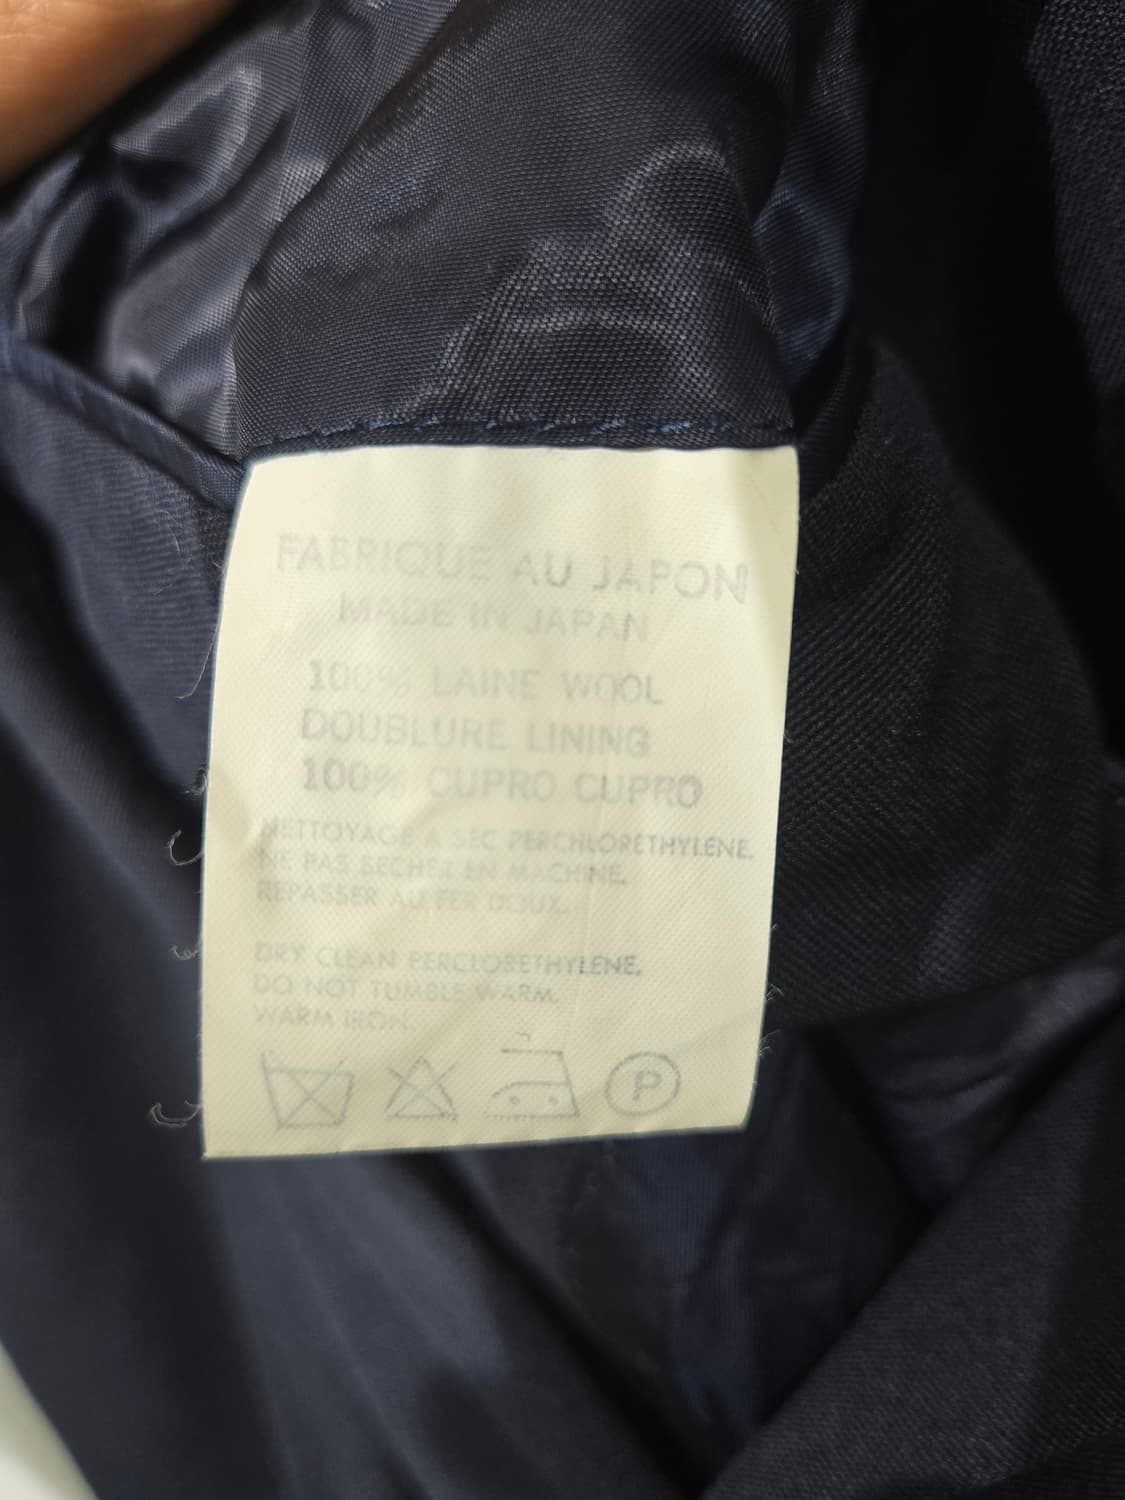 FABRIQUE AU JAPON
MADE IN JAPAN
100% LAINE WOOL
DOUBLURE LINING
100% CUPRO CUPRO
NETTOYAGE A SEC PERCHLORETHYLENE.
NE PAS SECHER EN MACHINE.
REPASSER AU FER DOUX.
DRY CLEAN PERCLORETHYLENE.
DO NOT TUMBLE WARM.
WARM IRON.
P